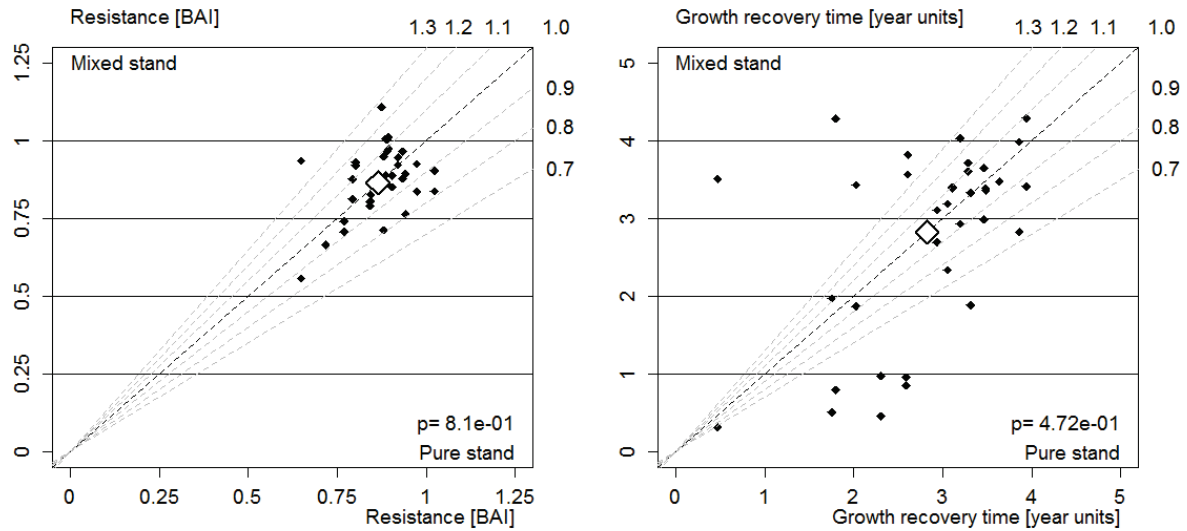 Resistance [BAI]
1.3 1.2 1.1 1.0
Mixed stand
0.9
0.8
0.7
1.25
1
0.75
0.5
0.25
0
p= 8.1e-01
Pure stand
0 0.25 0.75 1 1.25
Resistance [BAI]
Growth recovery time [year units]
1.3 1.2 1.1 1.0
Mixed stand
0.9
0.8
0.7
5
4
3
2
1
0
p= 4.72e-01
Pure stand
0 1 2 3 4 5
Growth recovery time [year units]